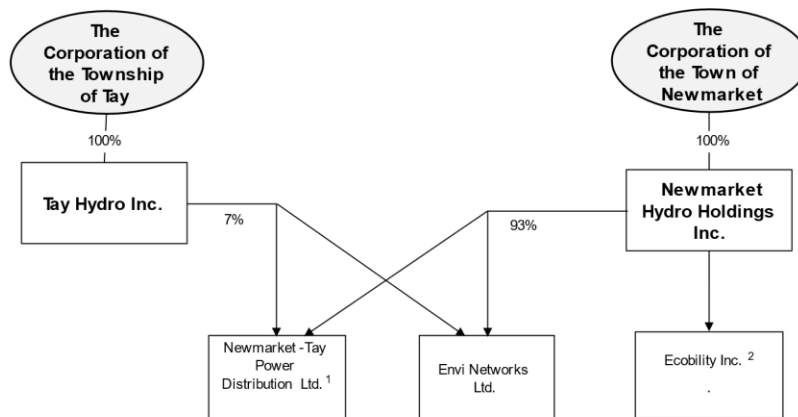 The
Corporation of
the Township
of Tay
The
Corporation of
the Town of
Newmarket
100%
100%
Tay Hydro Inc.
7%
93%
Newmarket
Hydro Holdings
Inc.
Newmarket -Tay
Power
Distribution Ltd. 1
Envi Networks
Ltd.
Ecobility Inc. 2
.